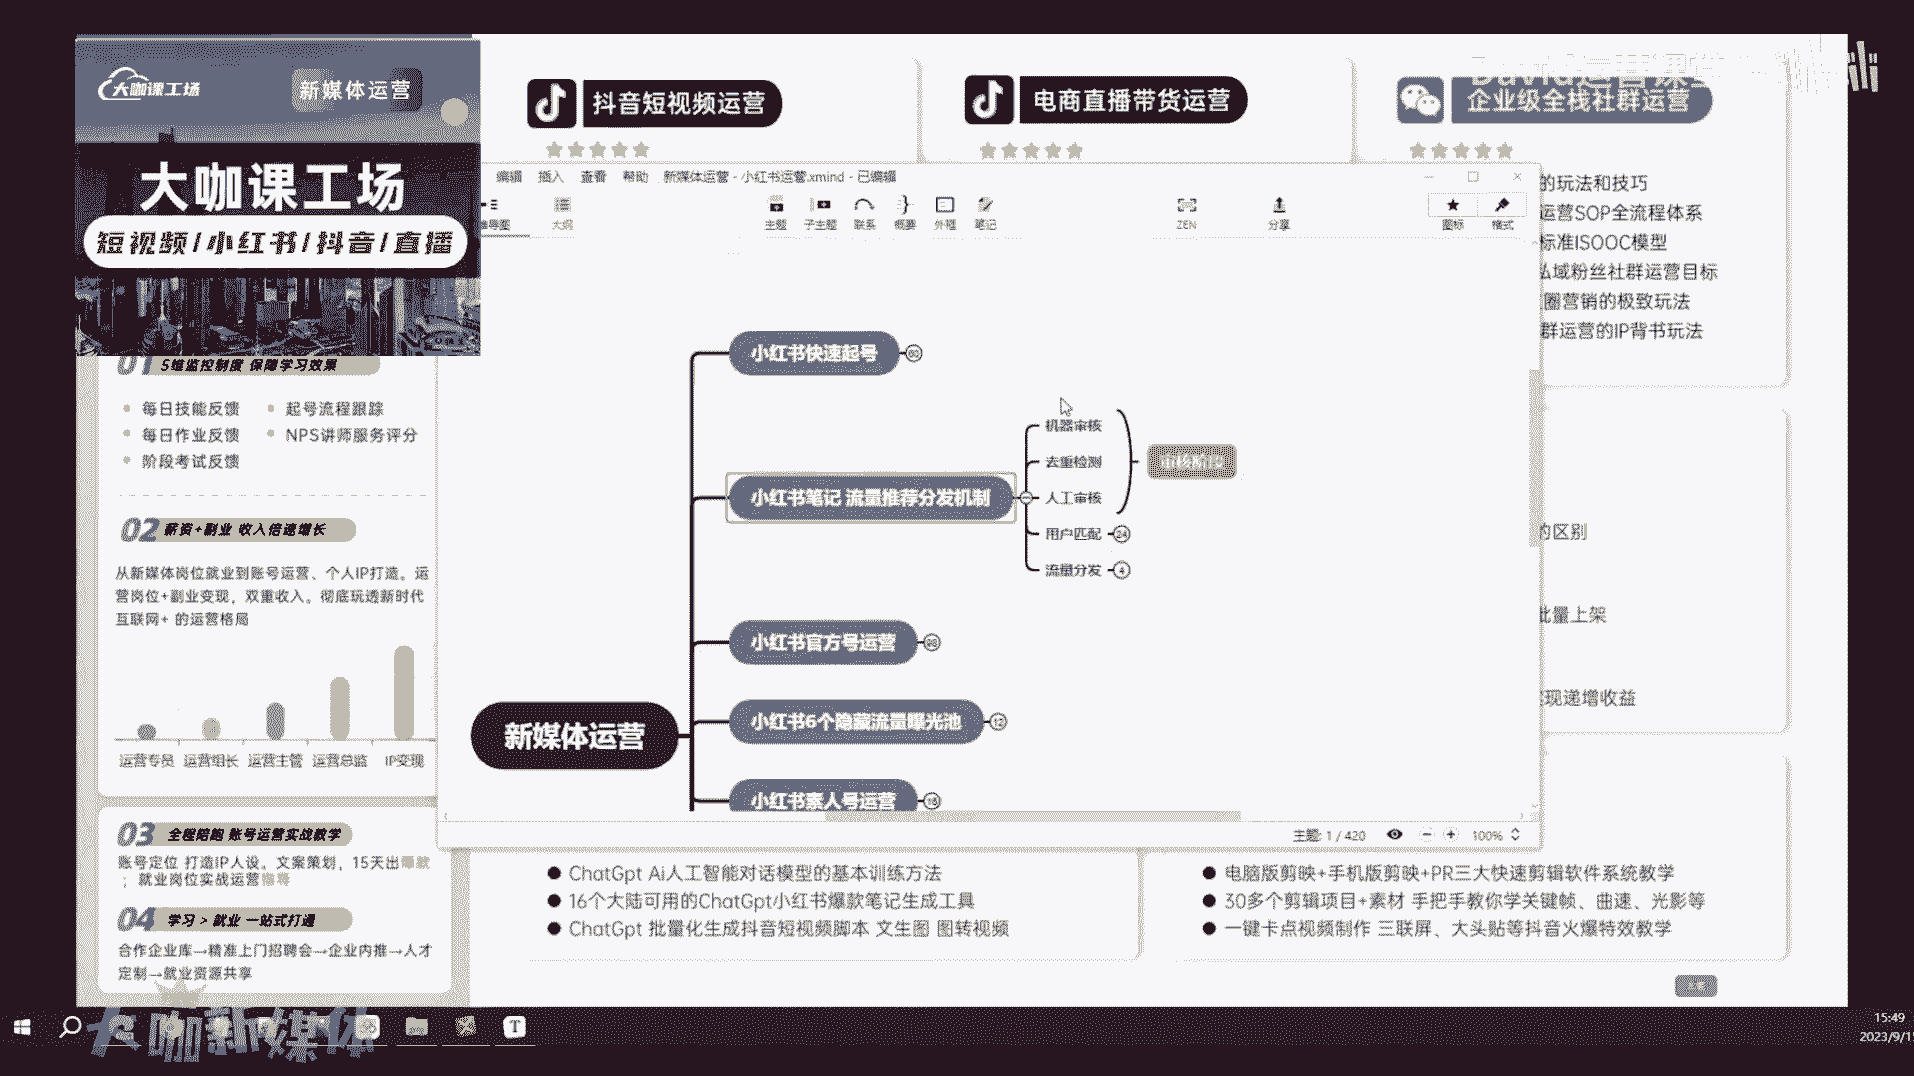 大咖课工场
新媒体运营
大咖课工场
短视频/小红书/抖音/直播
抖音短视频运营
电商直播带货运营
企业级全栈社群运营
的玩法和技巧
运营SOP全流程体系
标准ISOOC模型
私域粉丝社群运营目标
圈营销的极致玩法
群运营的IP背书玩法
的区别
批量上架
现递增收益
编辑 插入 查看 帮助 新媒体运营 - 小红书运营.xmind - 已编辑
大纲
主题 子主题 联系 概要 外框 笔记
ZEN 分享 图标 格式
小红书快速起号
小红书笔记 流量推荐分发机制
机器审核
去重检测
人工审核
审核阶段
用户匹配 24
流量分发 4
小红书官方号运营
小红书6个隐藏流量曝光池 12
新媒体运营
小红书素人号运营
主题: 1 / 420
100%
01 5维监控制度 保障学习效果
每日技能反馈 起号流程跟踪
每日作业反馈 NPS讲师服务评分
阶段考试反馈
02 薪资+副业 收入倍速增长
从新媒体岗位就业到账号运营、个人IP打造。运
营岗位+副业变现，双重收入。彻底玩透新时代
互联网+ 的运营格局
运营专员 运营组长 运营主管 运营总监 IP变现
03 全程陪跑 账号运营实战教学
账号定位 打造IP人设。文案策划，15天出爆款
；就业岗位实战运营
04 学习 > 就业 一站式打通
合作企业库→精准上门招聘会→企业内推→人才
定制→就业资源共享
ChatGpt Ai人工智能对话模型的基本训练方法
16个大陆可用的ChatGpt小红书爆款笔记生成工具
ChatGpt 批量化生成抖音短视频脚本 文生图 图转视频
电脑版剪映+手机版剪映+PR三大快速剪辑软件系统教学
30多个剪辑项目+素材 手把手教你学关键帧、曲速、光影等
一键卡点视频制作 三联屏、大头贴等抖音火爆特效教学
大咖新媒体
15:49